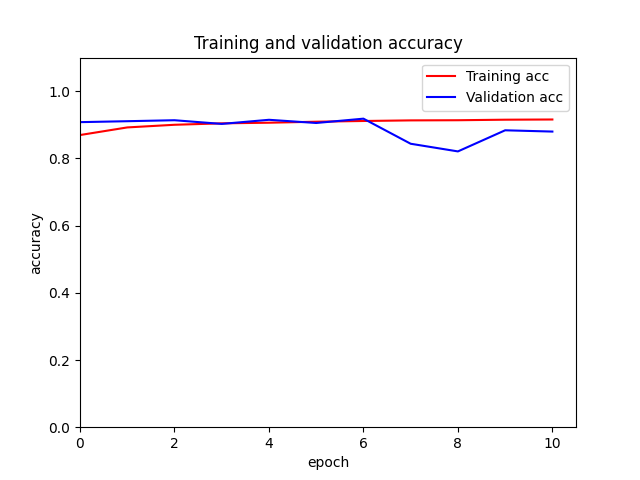 Training and validation accuracy
Training acc
Validation acc
1.0
0.8
0.6
0.4
0.2
0.0
accuracy
0 2 4 6 8 10
epoch